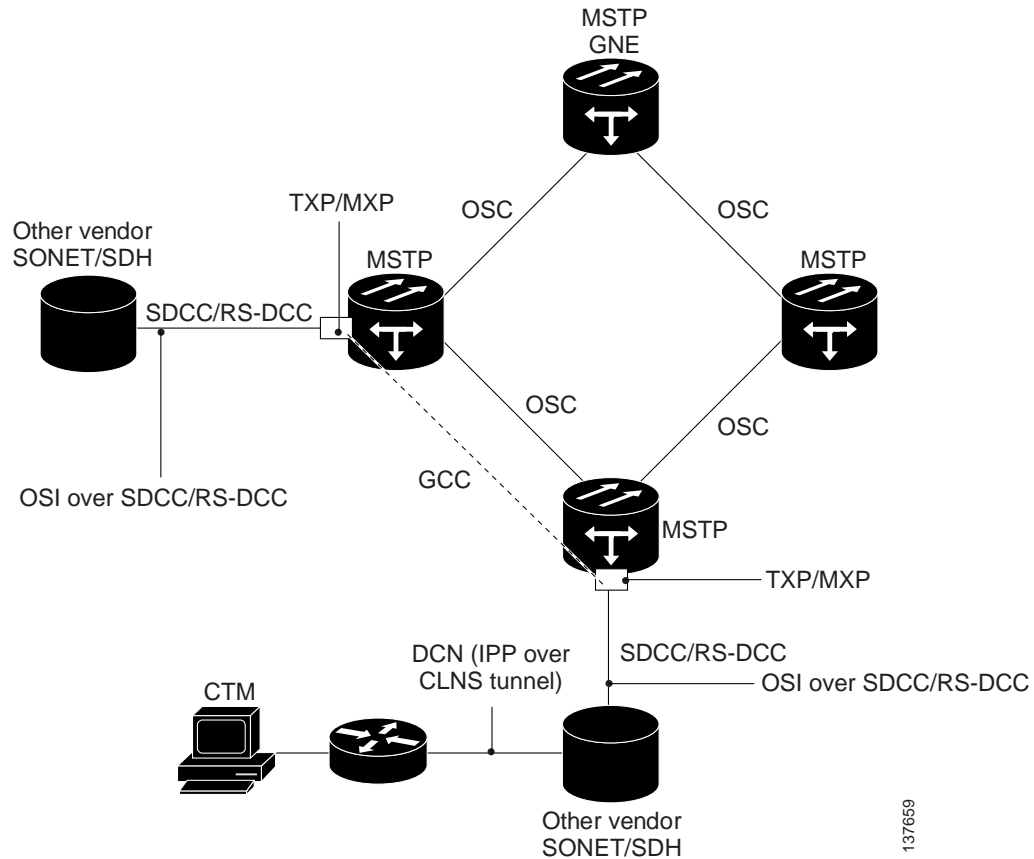 MSTP
GNE
TXP/MXP
OSC
OSC
Other vendor
SONET/SDH
MSTP
MSTP
SDCC/RS-DCC
OSC
OSC
GCC
OSI over SDCC/RS-DCC
MSTP
TXP/MXP
DCN (IPP over
CLNS tunnel)
SDCC/RS-DCC
OSI over SDCC/RS-DCC
CTM
Other vendor
SONET/SDH
137659